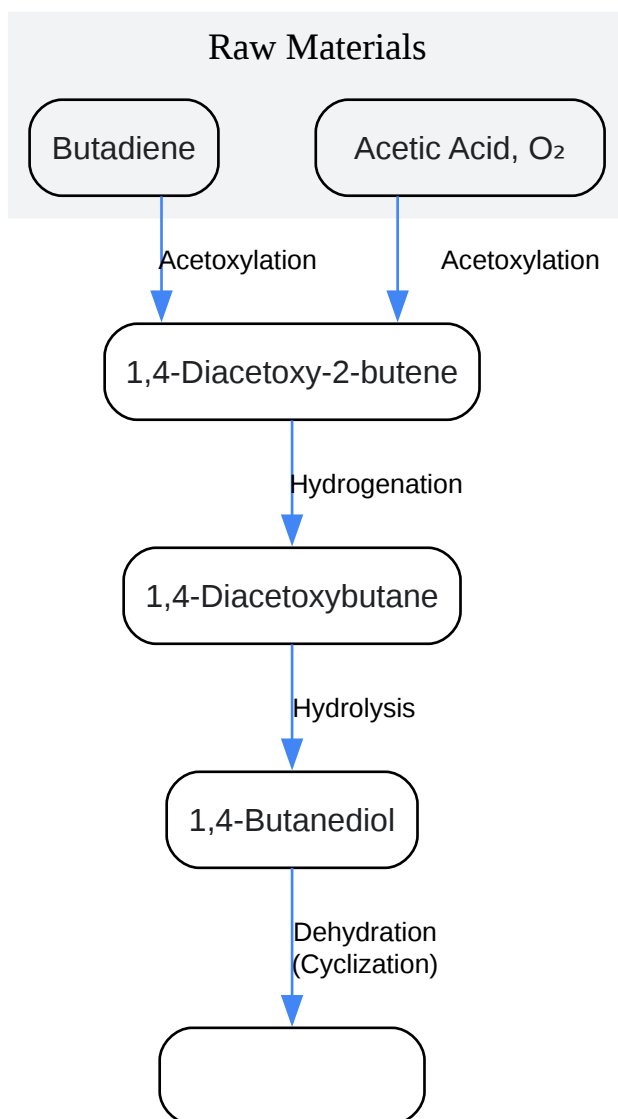 Raw Materials
Butadiene
Acetic Acid, O₂
Acetoxylation
Acetoxylation
1,4-Diacetoxy-2-butene
Hydrogenation
1,4-Diacetoxybutane
Hydrolysis
1,4-Butanediol
Dehydration
(Cyclization)